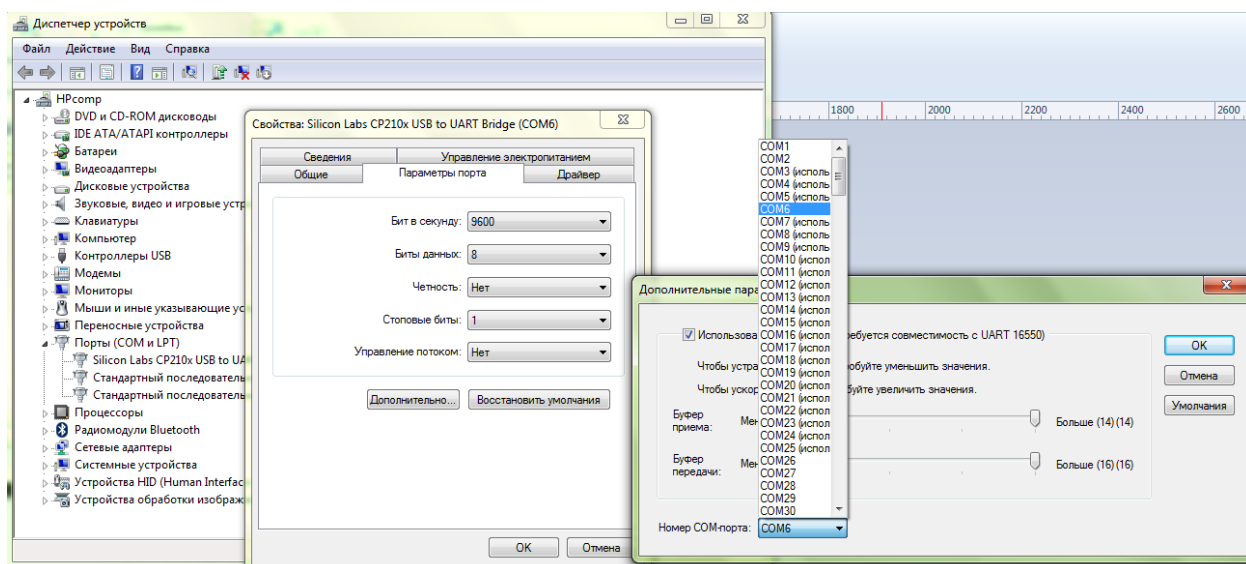 Диспетчер устройств
Файл Действие Вид Справка
HPcomp
DVD и CD-ROM дисководы
IDE ATA/ATAPI контроллеры
Батареи
Видеоадаптеры
Дисковые устройства
Звуковые, видео и игровые устр
Клавиатуры
Компьютер
Контроллеры USB
Модемы
Мониторы
Мыши и иные указывающие ус
Переносные устройства
Порты (COM и LPT)
Silicon Labs CP210x USB to UA
Стандартный последователь
Стандартный последователь
Процессоры
Радиомодули Bluetooth
Сетевые адаптеры
Системные устройства
Устройства HID (Human Interfac
Устройства обработки изображ
Свойства: Silicon Labs CP210x USB to UART Bridge (COM6)
Сведения Управление электропитанием
Общие Параметры порта Драйвер
Бит в секунду: 9600
Биты данных: 8
Четность: Нет
Стоповые биты: 1
Управление потоком: Нет
Дополнительно... Восстановить умолчания
OK Отмена
1800 2000 2200 2400 2600
COM1
COM2
COM3 (исполь
COM4 (исполь
COM5 (исполь
COM6
COM7 (исполь
COM8 (исполь
COM9 (исполь
COM10 (испол
COM11 (испол
COM12 (испол
COM13 (испол
COM14 (испол
COM15 (испол
COM16 (испол
COM17 (испол
COM18 (испол
COM19 (испол
COM20 (испол
COM21 (испол
COM22 (испол
COM23 (испол
COM24 (испол
COM25 (испол
COM26
COM27
COM28
COM29
COM30
Дополнительные пара
Использова ребуется совместимость с UART 16550)
Чтобы устра обуйте уменьшить значения.
Чтобы ускор буйте увеличить значения.
Буфер приема: Мен Больше (14) (14)
Буфер передачи: Мен Больше (16) (16)
Номер COM-порта: COM6
OK
Отмена
Умолчания